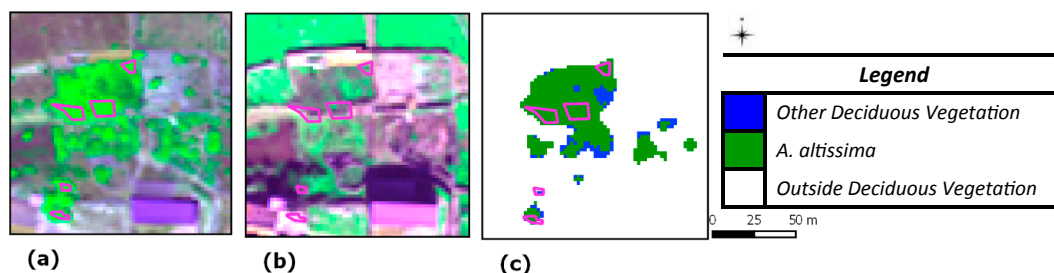 Legend
Other Deciduous Vegetation
A. altissima
Outside Deciduous Vegetation
0 25 50 m
(a) (b) (c)